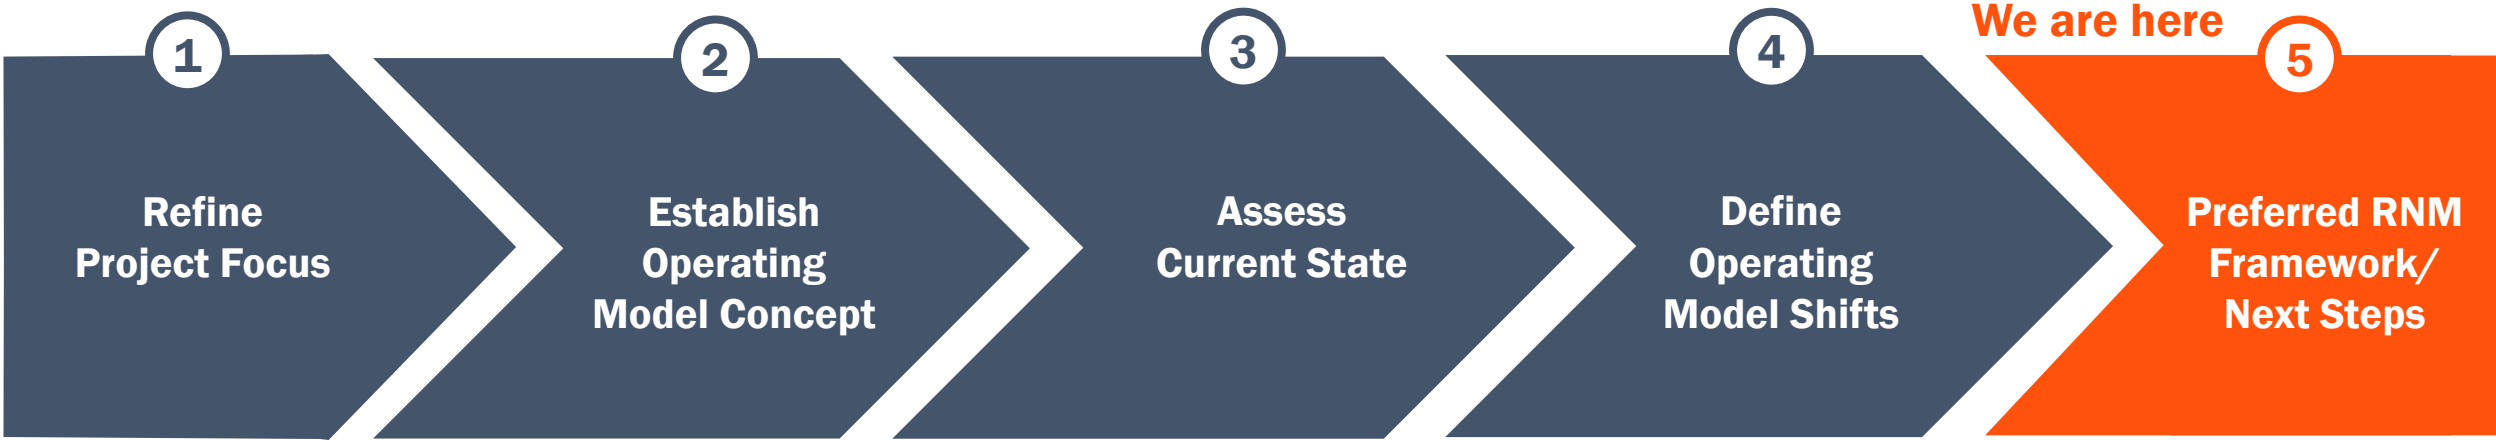 We are here
1
2
3
4
5
Refine
Project Focus
Establish
Operating
Model Concept
Assess
Current State
Define
Operating
Model Shifts
Preferred RNM
Framework/
Next Steps